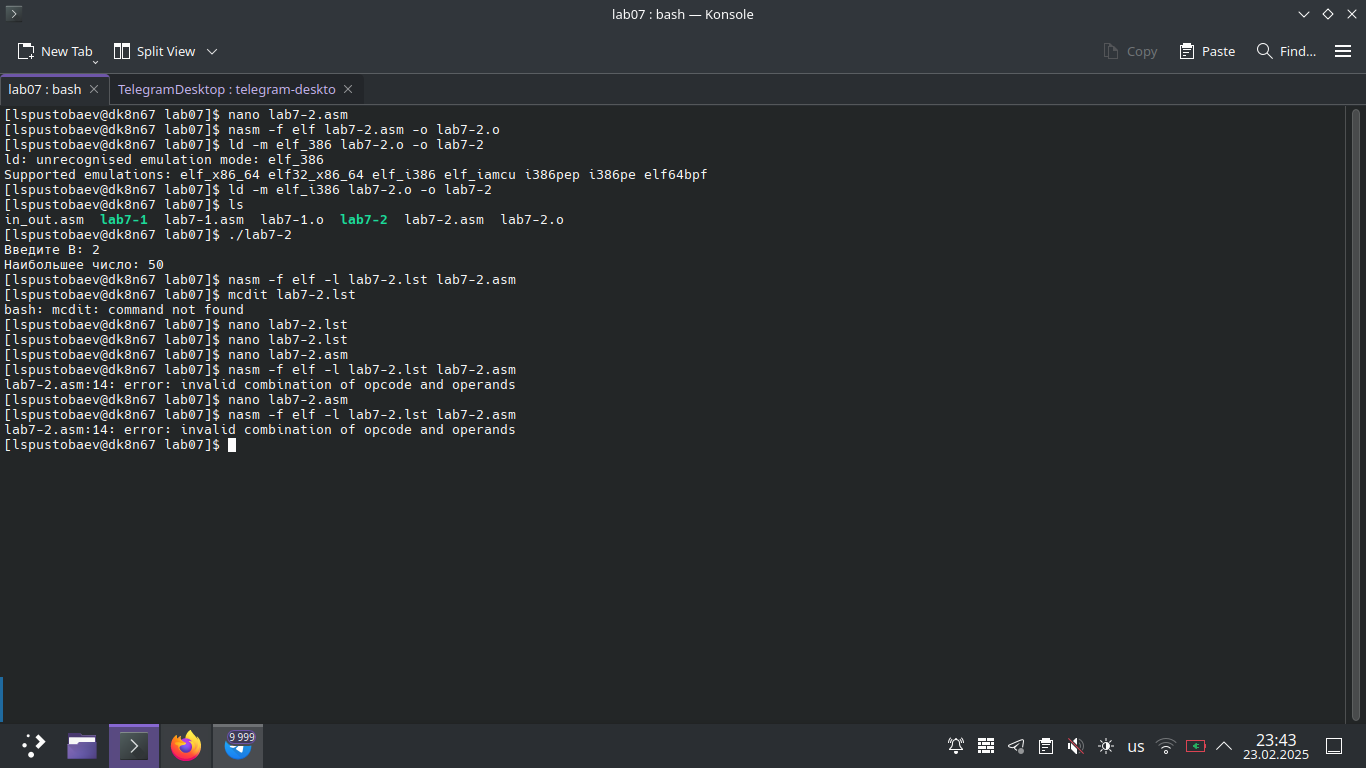 lab07 : bash — Konsole
New Tab Split View Copy Paste Find...
lab07 : bash TelegramDesktop : telegram-deskto
[lspustobaev@dk8n67 lab07]$ nano lab7-2.asm
[lspustobaev@dk8n67 lab07]$ nasm -f elf lab7-2.asm -o lab7-2.o
[lspustobaev@dk8n67 lab07]$ ld -m elf_386 lab7-2.o -o lab7-2
ld: unrecognised emulation mode: elf_386
Supported emulations: elf_x86_64 elf32_x86_64 elf_i386 elf_iamcu i386pep i386pe elf64bpf
[lspustobaev@dk8n67 lab07]$ ld -m elf_i386 lab7-2.o -o lab7-2
[lspustobaev@dk8n67 lab07]$ ls
in_out.asm  lab7-1  lab7-1.asm  lab7-1.o  lab7-2  lab7-2.asm  lab7-2.o
[lspustobaev@dk8n67 lab07]$ ./lab7-2
Введите В: 2
Наибольшее число: 50
[lspustobaev@dk8n67 lab07]$ nasm -f elf -l lab7-2.lst lab7-2.asm
[lspustobaev@dk8n67 lab07]$ mcdit lab7-2.lst
bash: mcdit: command not found
[lspustobaev@dk8n67 lab07]$ nano lab7-2.lst
[lspustobaev@dk8n67 lab07]$ nano lab7-2.lst
[lspustobaev@dk8n67 lab07]$ nano lab7-2.asm
[lspustobaev@dk8n67 lab07]$ nasm -f elf -l lab7-2.lst lab7-2.asm
lab7-2.asm:14: error: invalid combination of opcode and operands
[lspustobaev@dk8n67 lab07]$ nano lab7-2.asm
[lspustobaev@dk8n67 lab07]$ nasm -f elf -l lab7-2.lst lab7-2.asm
lab7-2.asm:14: error: invalid combination of opcode and operands
[lspustobaev@dk8n67 lab07]$
9 999
us
23:43
23.02.2025